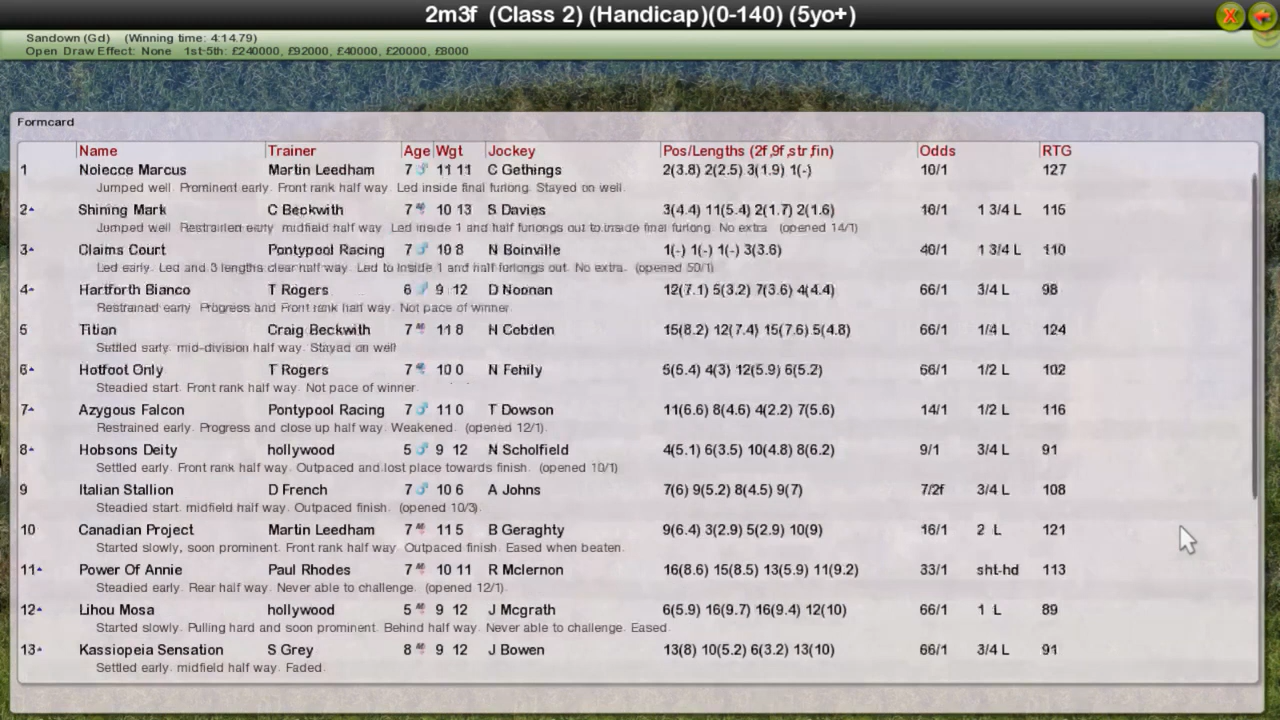 2m3f (Class 2) (Handicap)(0-140) (5yo+)
Sandown (Gd) (Winning time: 4:14.79)
Open Draw Effect: None 1st-5th: £240000, £92000, £40000, £20000, £8000
Formcard
Name Trainer Age Wgt Jockey Pos/Lengths (2f,9f,str,fin) Odds RTG
1 Nolecce Marcus Martin Leedham 7 11 11 C Gethings 2(3.8) 2(2.5) 3(1.9) 1(-) 10/1 127
Jumped well. Prominent early. Front rank half way. Led inside final furlong. Stayed on well.
2 Shining Mark C Beckwith 7 10 13 S Davies 3(4.4) 11(5.4) 2(1.7) 2(1.6) 16/1 1 3/4 L 115
Jumped well. Restrained early. midfield half way. Led inside 1 and half furlongs out to inside final furlong. No extra. (opened 14/1)
3 Claims Court Pontypool Racing 7 10 8 N Boinville 1(-) 1(-) 1(-) 3(3.6) 40/1 1 3/4 L 110
Led early. Led and 3 lengths clear half way. Led to Inside 1 and half furlongs out. No extra. (opened 50/1)
4 Hartforth Bianco T Rogers 6 9 12 D Noonan 12(7.1) 5(3.2) 7(3.6) 4(4.4) 66/1 3/4 L 98
Restrained early. Progress and Front rank half way. Not pace of winner.
5 Titian Craig Beckwith 7 11 8 H Cobden 15(8.2) 12(7.4) 15(7.6) 5(4.8) 66/1 1/4 L 124
Settled early. mid-division half way. Stayed on well
6 Hotfoot Only T Rogers 7 10 0 N Fehily 5(5.4) 4(3) 12(5.9) 6(5.2) 66/1 1/2 L 102
Steadied start. Front rank half way. Not pace of winner.
7 Azygous Falcon Pontypool Racing 7 11 0 T Dowson 11(6.6) 8(4.6) 4(2.2) 7(5.6) 14/1 1/2 L 116
Restrained early. Progress and close up half way. Weakened. (opened 12/1)
8 Hobsons Deity hollywood 5 9 12 N Scholfield 4(5.1) 6(3.5) 10(4.8) 8(6.2) 9/1 3/4 L 91
Settled early. Front rank half way. Outpaced and lost place towards finish. (opened 10/1)
9 Italian Stallion D French 7 10 6 A Johns 7(6) 9(5.2) 8(4.5) 9(7) 7/2f 3/4 L 108
Steadied start. midfield half way. Outpaced finish. (opened 10/3)
10 Canadian Project Martin Leedham 7 11 5 B Geraghty 9(6.4) 3(2.9) 5(2.9) 10(9) 16/1 2 L 121
Started slowly, soon prominent. Front rank half way. Outpaced finish. Eased when beaten.
11 Power Of Annie Paul Rhodes 7 10 11 R Mclernon 16(8.6) 15(8.5) 13(5.9) 11(9.2) 33/1 sht-hd 113
Steadied early. Rear half way. Never able to challenge. (opened 12/1)
12 Lihou Mosa hollywood 5 9 12 J Mcgrath 6(5.9) 16(9.7) 16(9.4) 12(10) 66/1 1 L 89
Started slowly. Pulling hard and soon prominent. Behind half way. Never able to challenge. Eased.
13 Kassiopeia Sensation S Grey 8 9 12 J Bowen 13(8) 10(5.2) 6(3.2) 13(10) 66/1 3/4 L 91
Settled early. midfield half way. Faded.